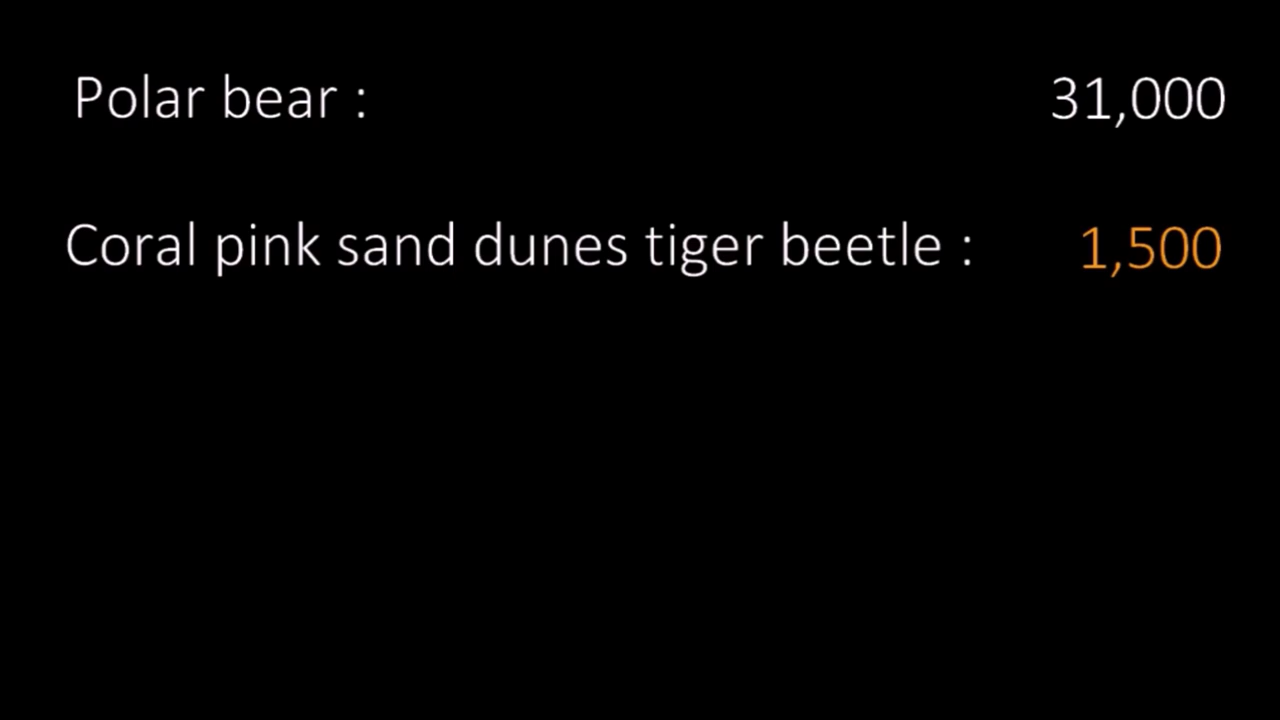 Polar bear : 31,000
Coral pink sand dunes tiger beetle : 1,500